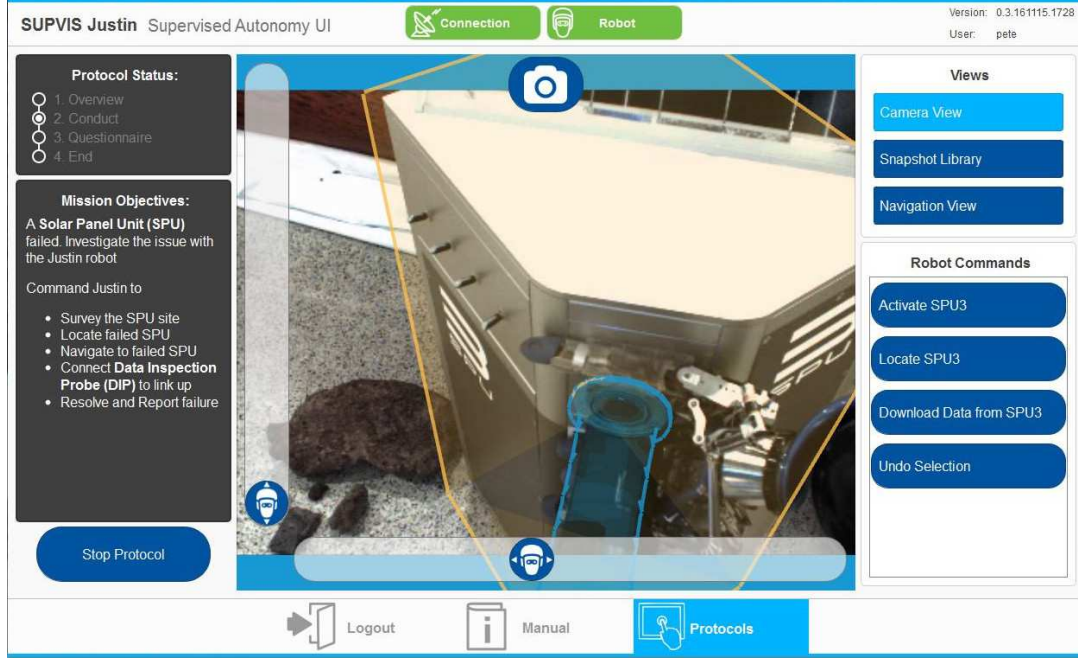 SUPVIS Justin Supervised Autonomy UI
Connection
Robot
Version: 0.3.161115.1728
User: pete
Protocol Status:
1. Overview
2. Conduct
3. Questionnaire
4. End
Mission Objectives:
A Solar Panel Unit (SPU)
failed. Investigate the issue with
the Justin robot
Command Justin to
• Survey the SPU site
• Locate failed SPU
• Navigate to failed SPU
• Connect Data Inspection
Probe (DIP) to link up
• Resolve and Report failure
Stop Protocol
SPU
SPU
Views
Camera View
Snapshot Library
Navigation View
Robot Commands
Activate SPU3
Locate SPU3
Download Data from SPU3
Undo Selection
Logout
Manual
Protocols